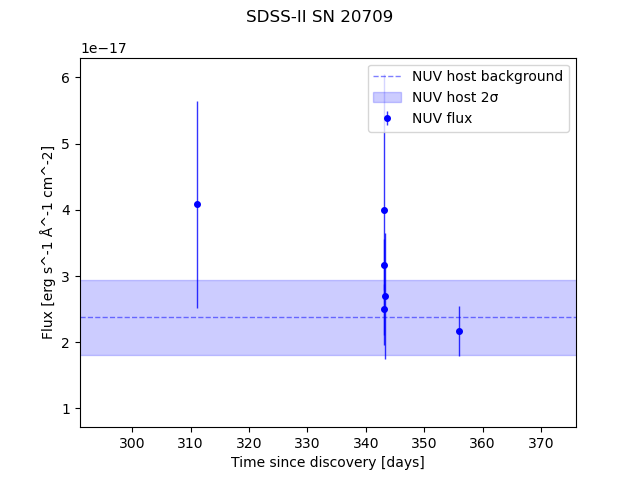 SDSS-II SN 20709
1e−17
NUV host background
NUV host 2σ
NUV flux
6
5
4
3
2
1
Flux [erg s^-1 Å^-1 cm^-2]
300 310 320 330 340 350 360 370
Time since discovery [days]